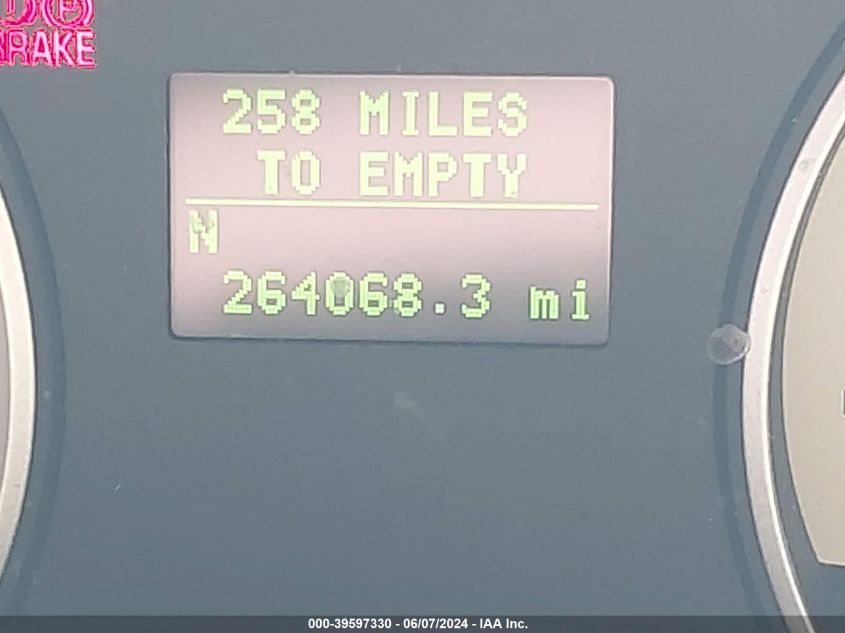 BRAKE
258 MILES
TO EMPTY
N
264068.3 mi
000-39597330 - 06/07/2024 - IAA Inc.